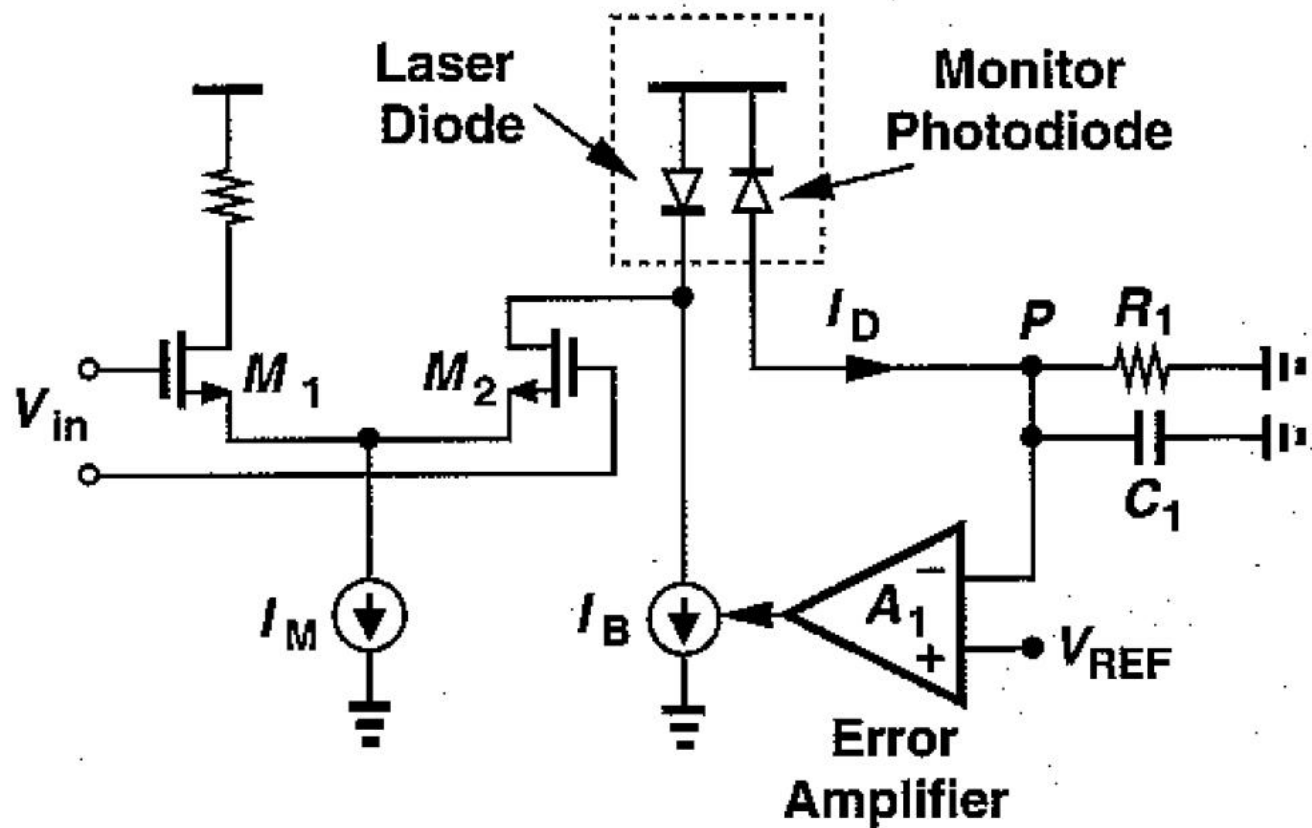 Laser
Diode
Monitor
Photodiode
I_D
P
R_1
M_1
M_2
V_in
C_1
I_M
I_B
A_1
−
+
V_REF
Error
Amplifier